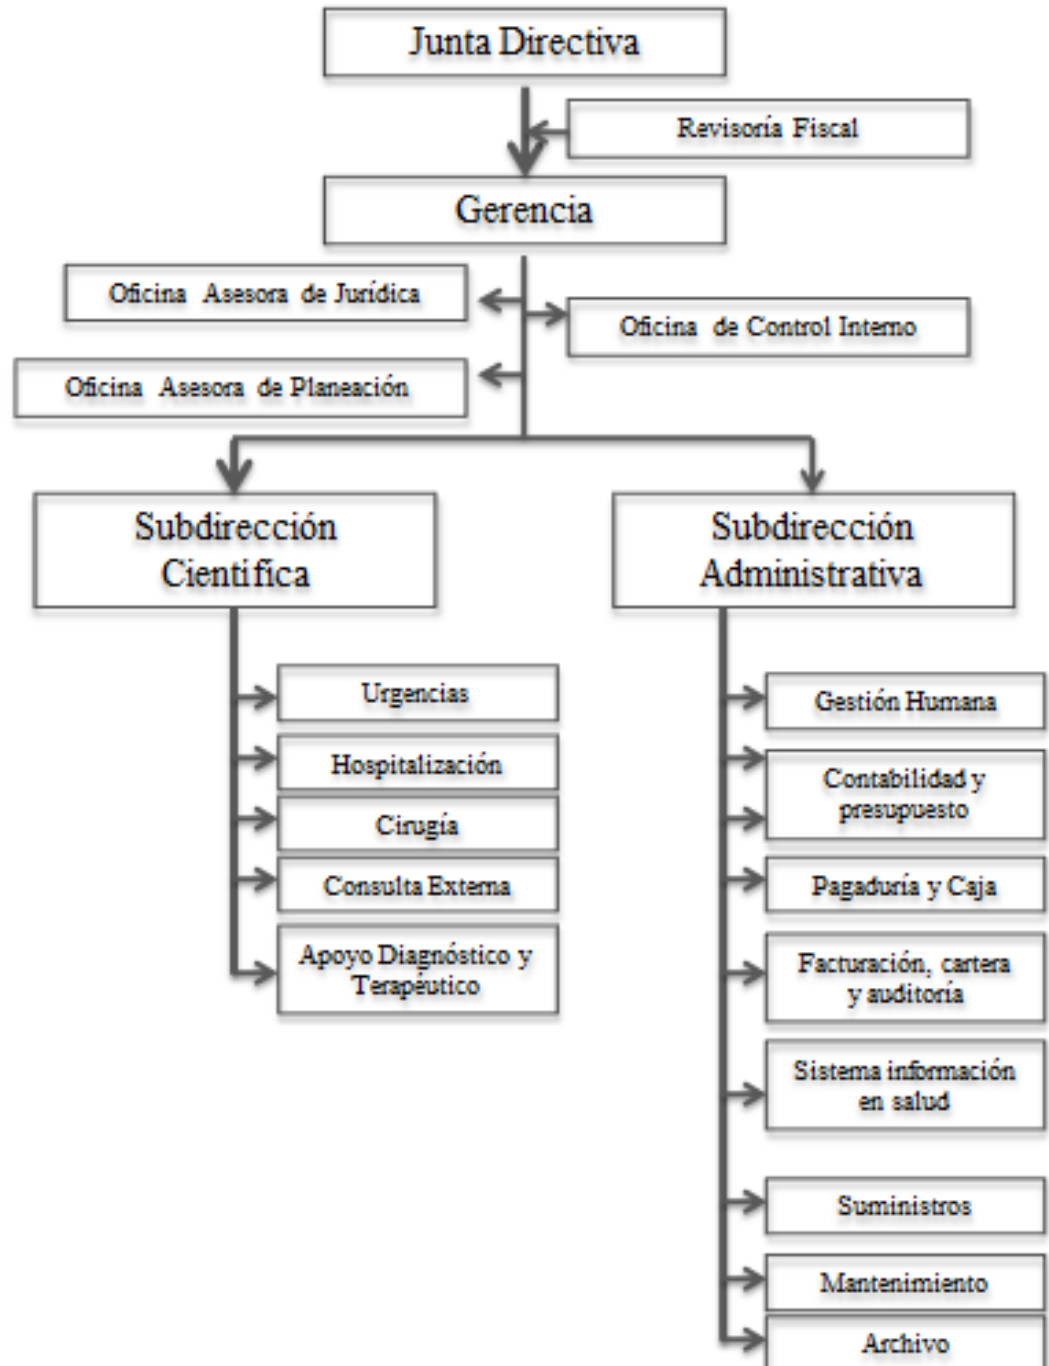 Junta Directiva
Revisoría Fiscal
Gerencia
Oficina Asesora de Jurídica
Oficina de Control Interno
Oficina Asesora de Planeación
Subdirección
Científica
Subdirección
Administrativa
Urgencias
Hospitalización
Cirugía
Consulta Externa
Apoyo Diagnóstico y
Terapéutico
Gestión Humana
Contabilidad y
presupuesto
Pagaduría y Caja
Facturación, cartera
y auditoría
Sistema información
en salud
Suministros
Mantenimiento
Archivo